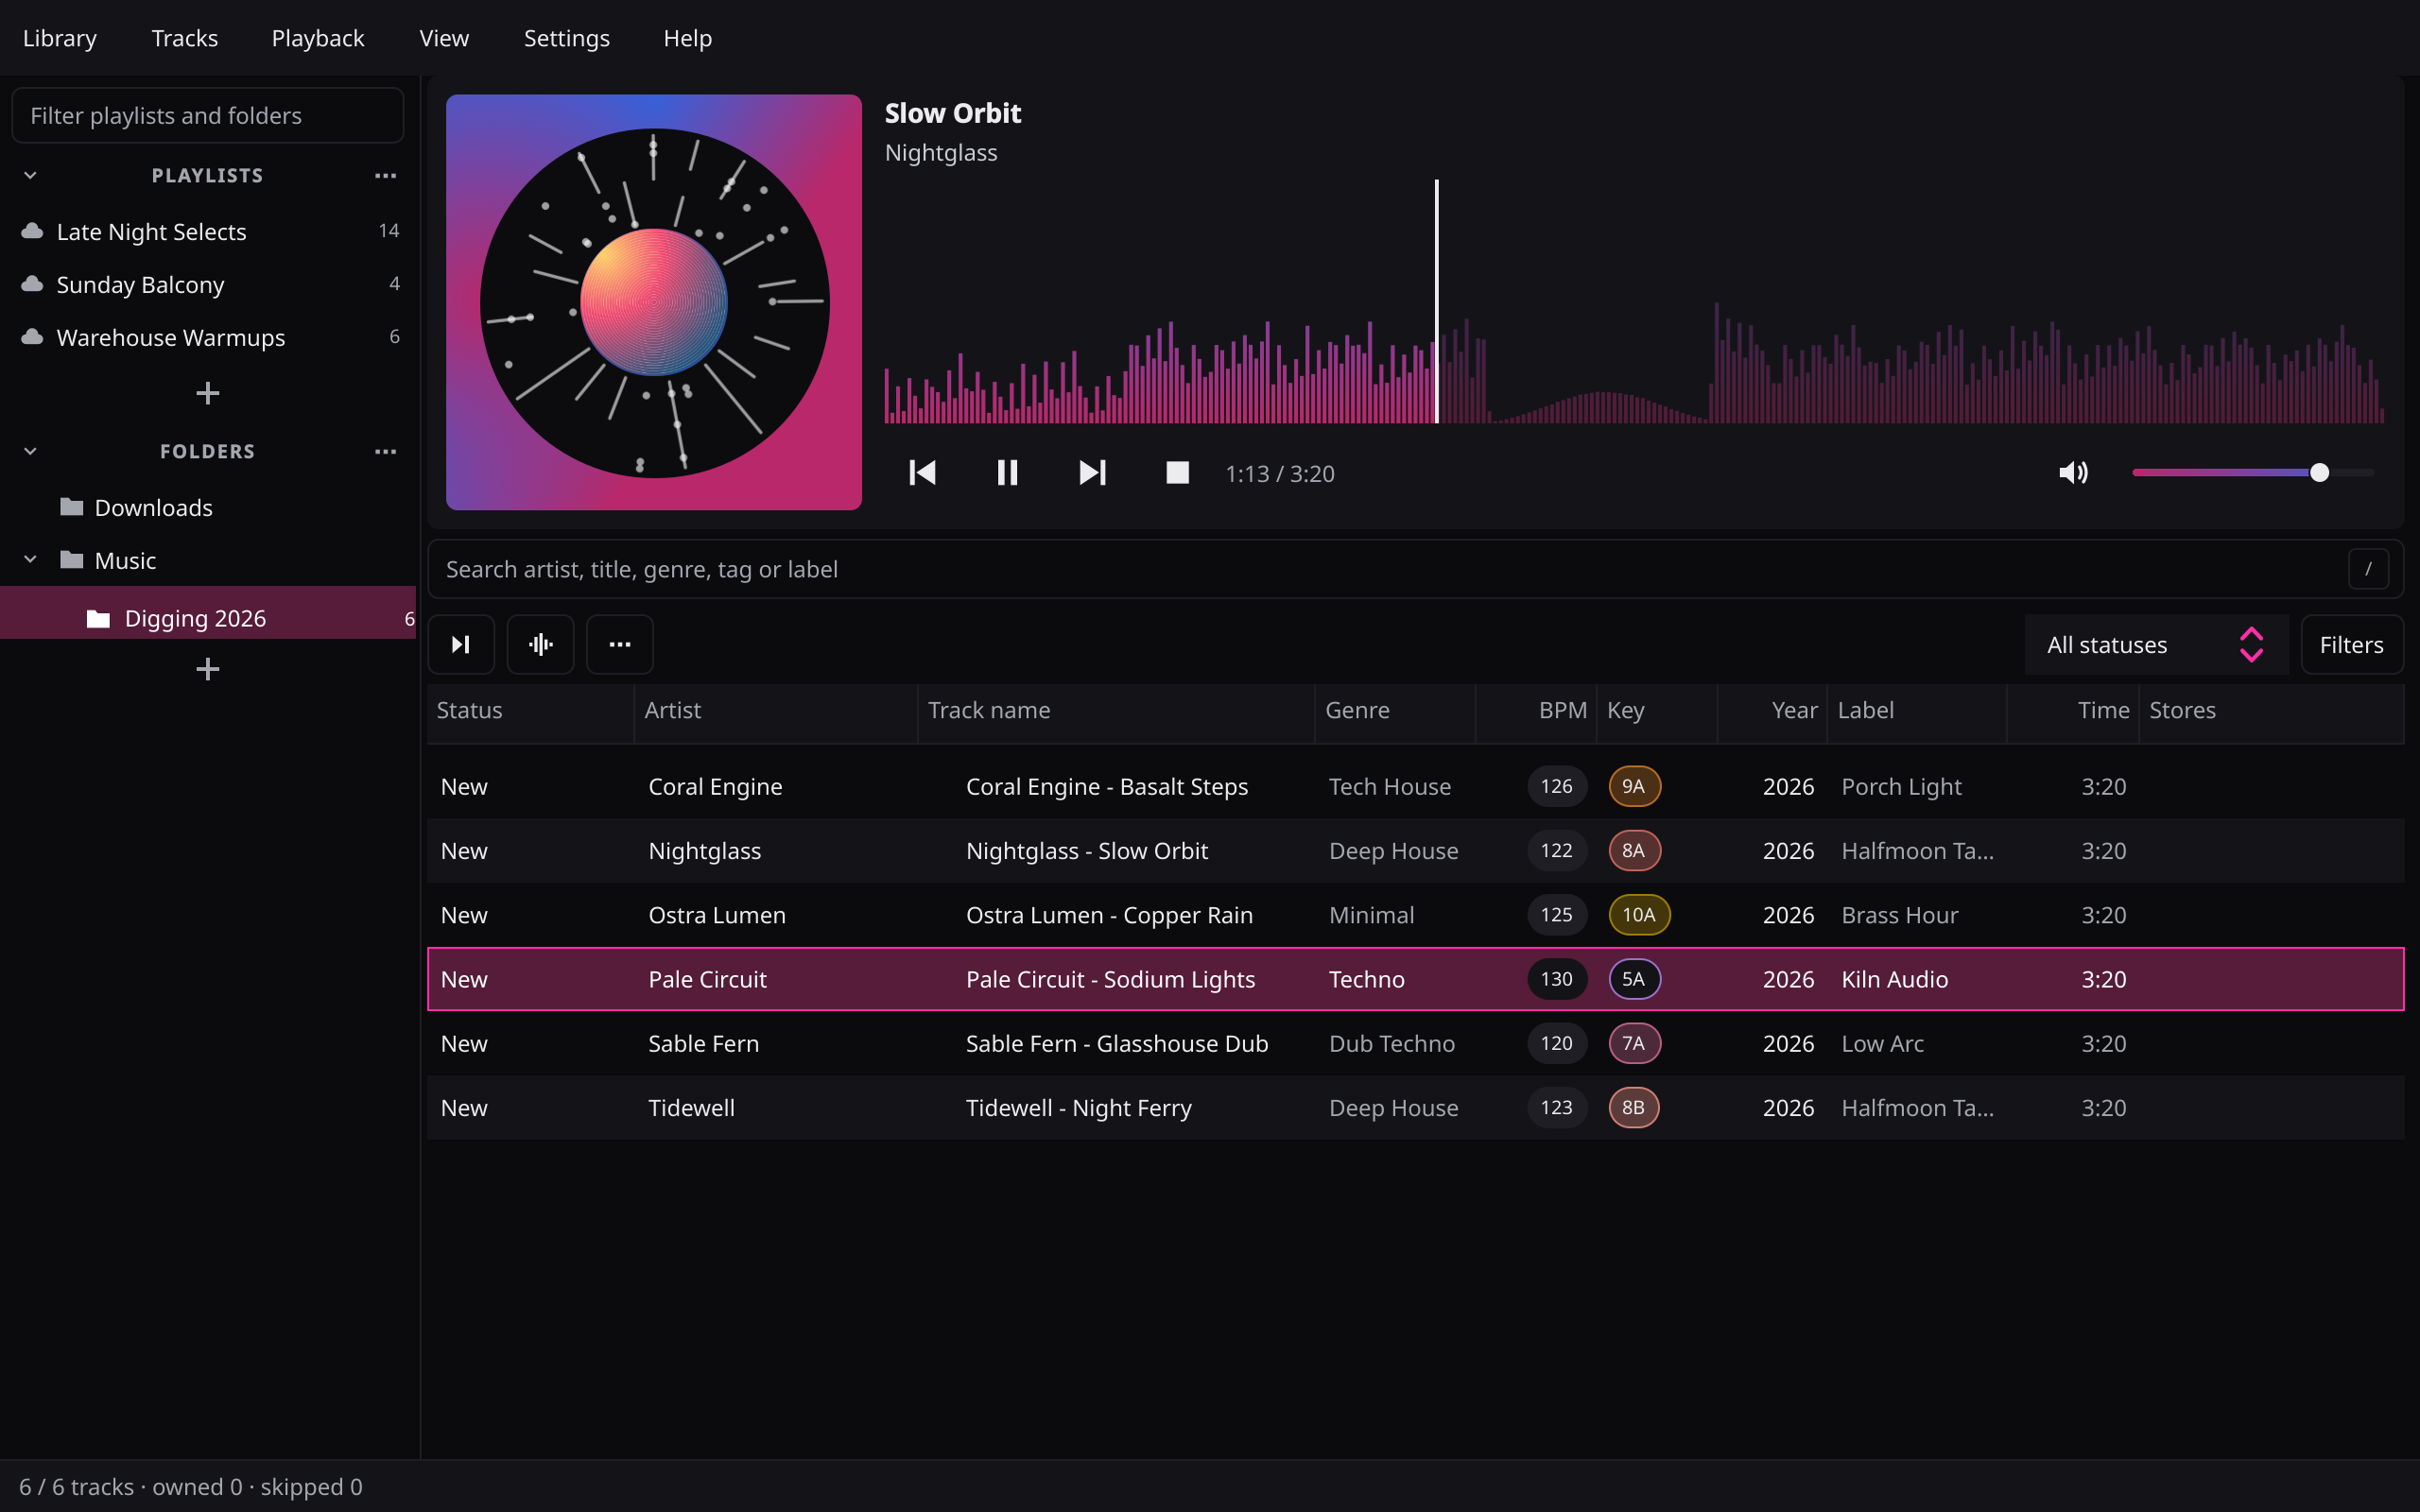 Library Tracks Playback View Settings Help
Filter playlists and folders
PLAYLISTS
Late Night Selects 14
Sunday Balcony 4
Warehouse Warmups 6
FOLDERS
Downloads
Music
Digging 2026 6
Slow Orbit
Nightglass
1:13 / 3:20
Search artist, title, genre, tag or label /
All statuses Filters
Status Artist Track name Genre BPM Key Year Label Time Stores
New Coral Engine Coral Engine - Basalt Steps Tech House 126 9A 2026 Porch Light 3:20
New Nightglass Nightglass - Slow Orbit Deep House 122 8A 2026 Halfmoon Ta... 3:20
New Ostra Lumen Ostra Lumen - Copper Rain Minimal 125 10A 2026 Brass Hour 3:20
New Pale Circuit Pale Circuit - Sodium Lights Techno 130 5A 2026 Kiln Audio 3:20
New Sable Fern Sable Fern - Glasshouse Dub Dub Techno 120 7A 2026 Low Arc 3:20
New Tidewell Tidewell - Night Ferry Deep House 123 8B 2026 Halfmoon Ta... 3:20
6 / 6 tracks · owned 0 · skipped 0